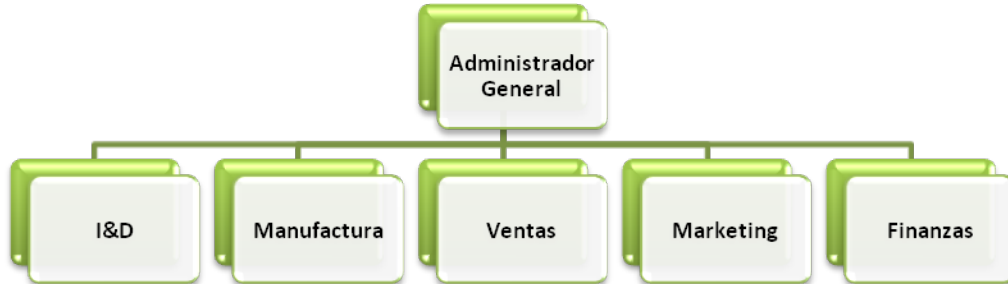 Administrador
General
I&D
Manufactura
Ventas
Marketing
Finanzas